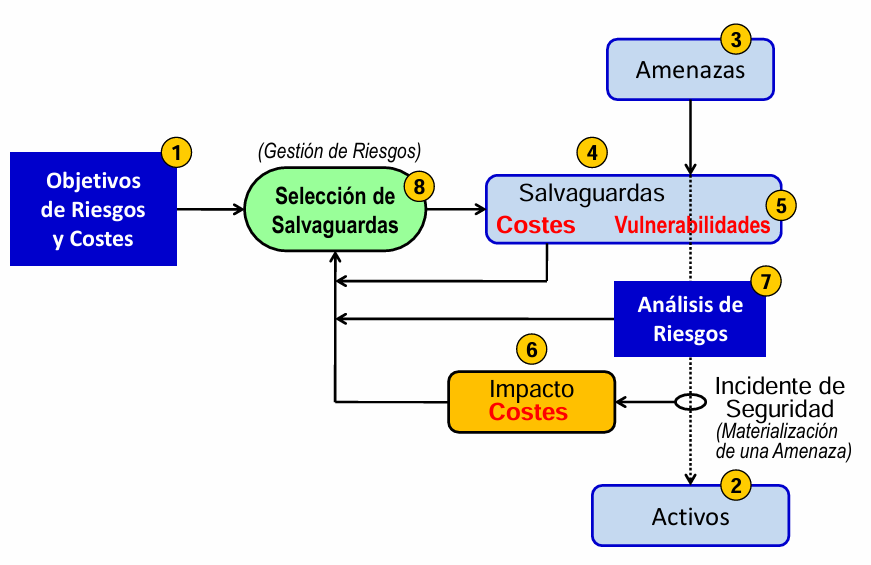 3
Amenazas
1
(Gestión de Riesgos)
4
Objetivos
de Riesgos
y Costes
Selección de
Salvaguardas
8
Salvaguardas
Costes
Vulnerabilidades
5
7
Análisis de
Riesgos
6
Impacto
Costes
Incidente de
Seguridad
(Materialización
de una Amenaza)
2
Activos